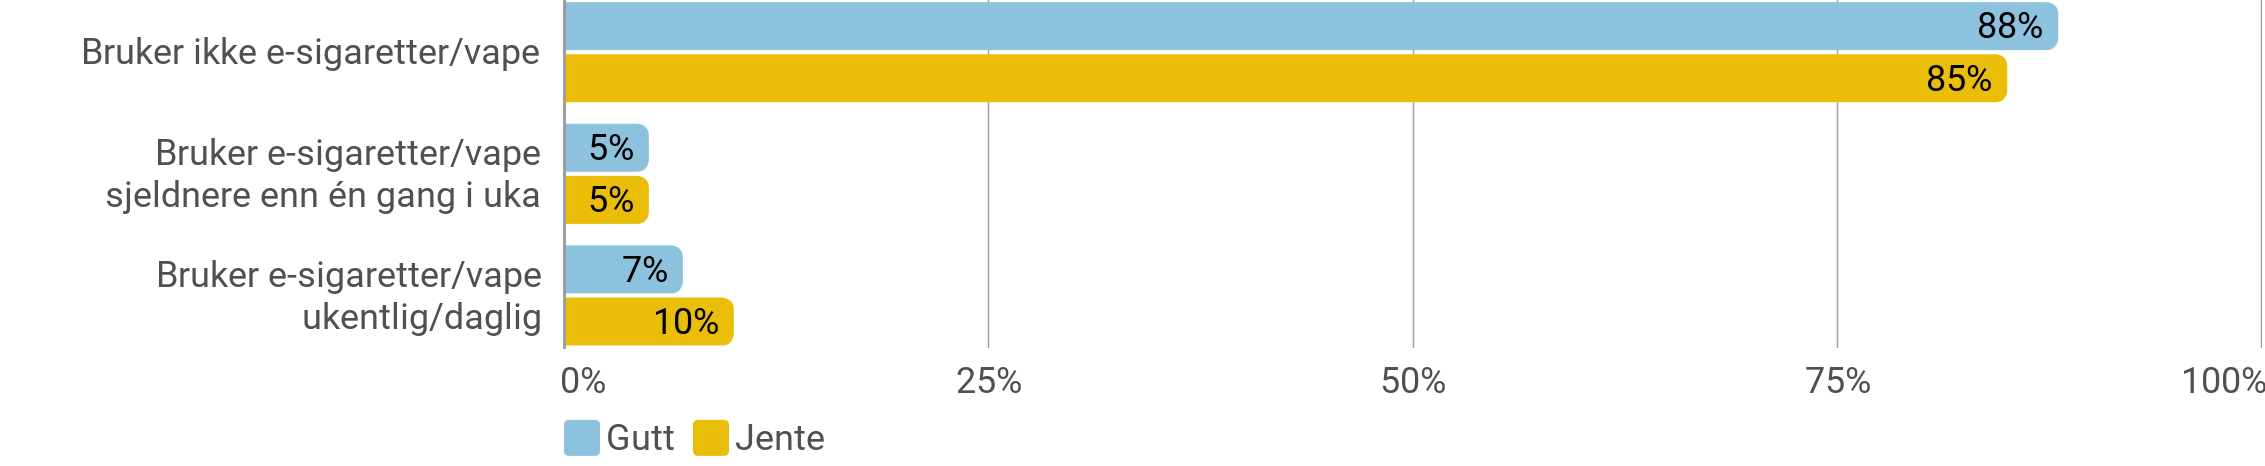 Bruker ikke e-sigaretter/vape
88%
85%
Bruker e-sigaretter/vape
sjeldnere enn én gang i uka
5%
5%
Bruker e-sigaretter/vape
ukentlig/daglig
7%
10%
0% 25% 50% 75% 100%
Gutt Jente